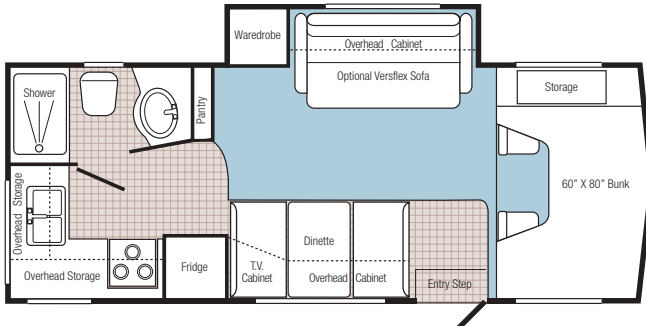 Waredrobe
Overhead Cabinet
Optional Versflex Sofa
Shower
Pantry
Storage
60" X 80" Bunk
Overhead Storage
Overhead Storage
Fridge
T.V.
Cabinet
Dinette
Overhead Cabinet
Entry Step